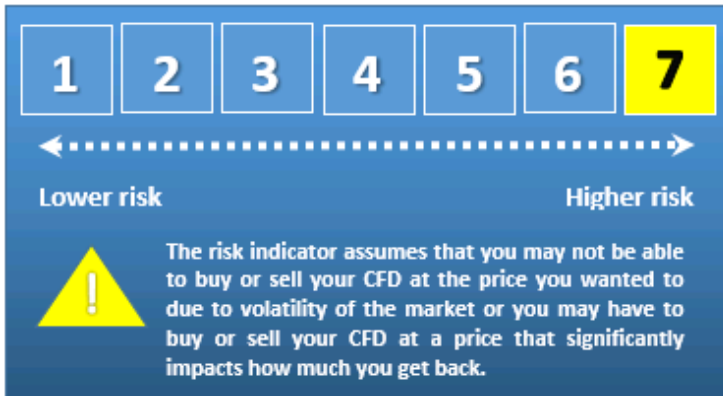 1 2 3 4 5 6 7
Lower risk Higher risk
!
The risk indicator assumes that you may not be able
to buy or sell your CFD at the price you wanted to
due to volatility of the market or you may have to
buy or sell your CFD at a price that significantly
impacts how much you get back.